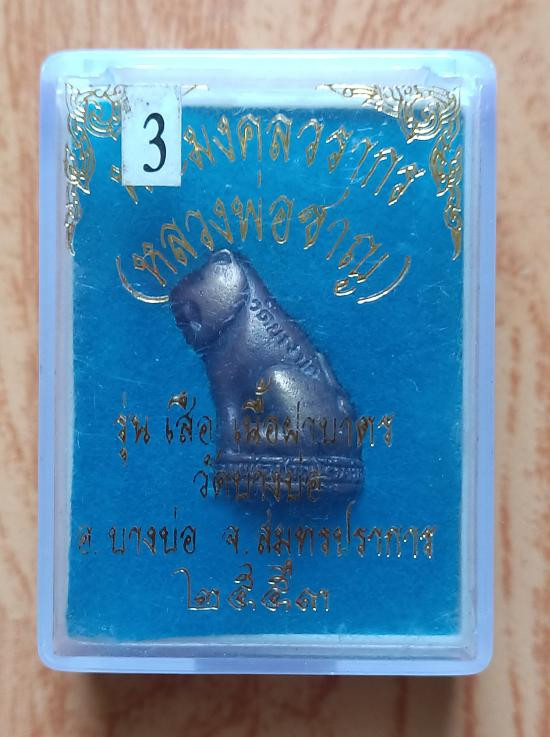 3
มงคลวรากร
(หลวงพ่อชาญ)
รุ่น เสือ เนื้อฝาบาตร
วัดบางบ่อ
อ. บางบ่อ จ. สมุทรปราการ
๒๕๕๓